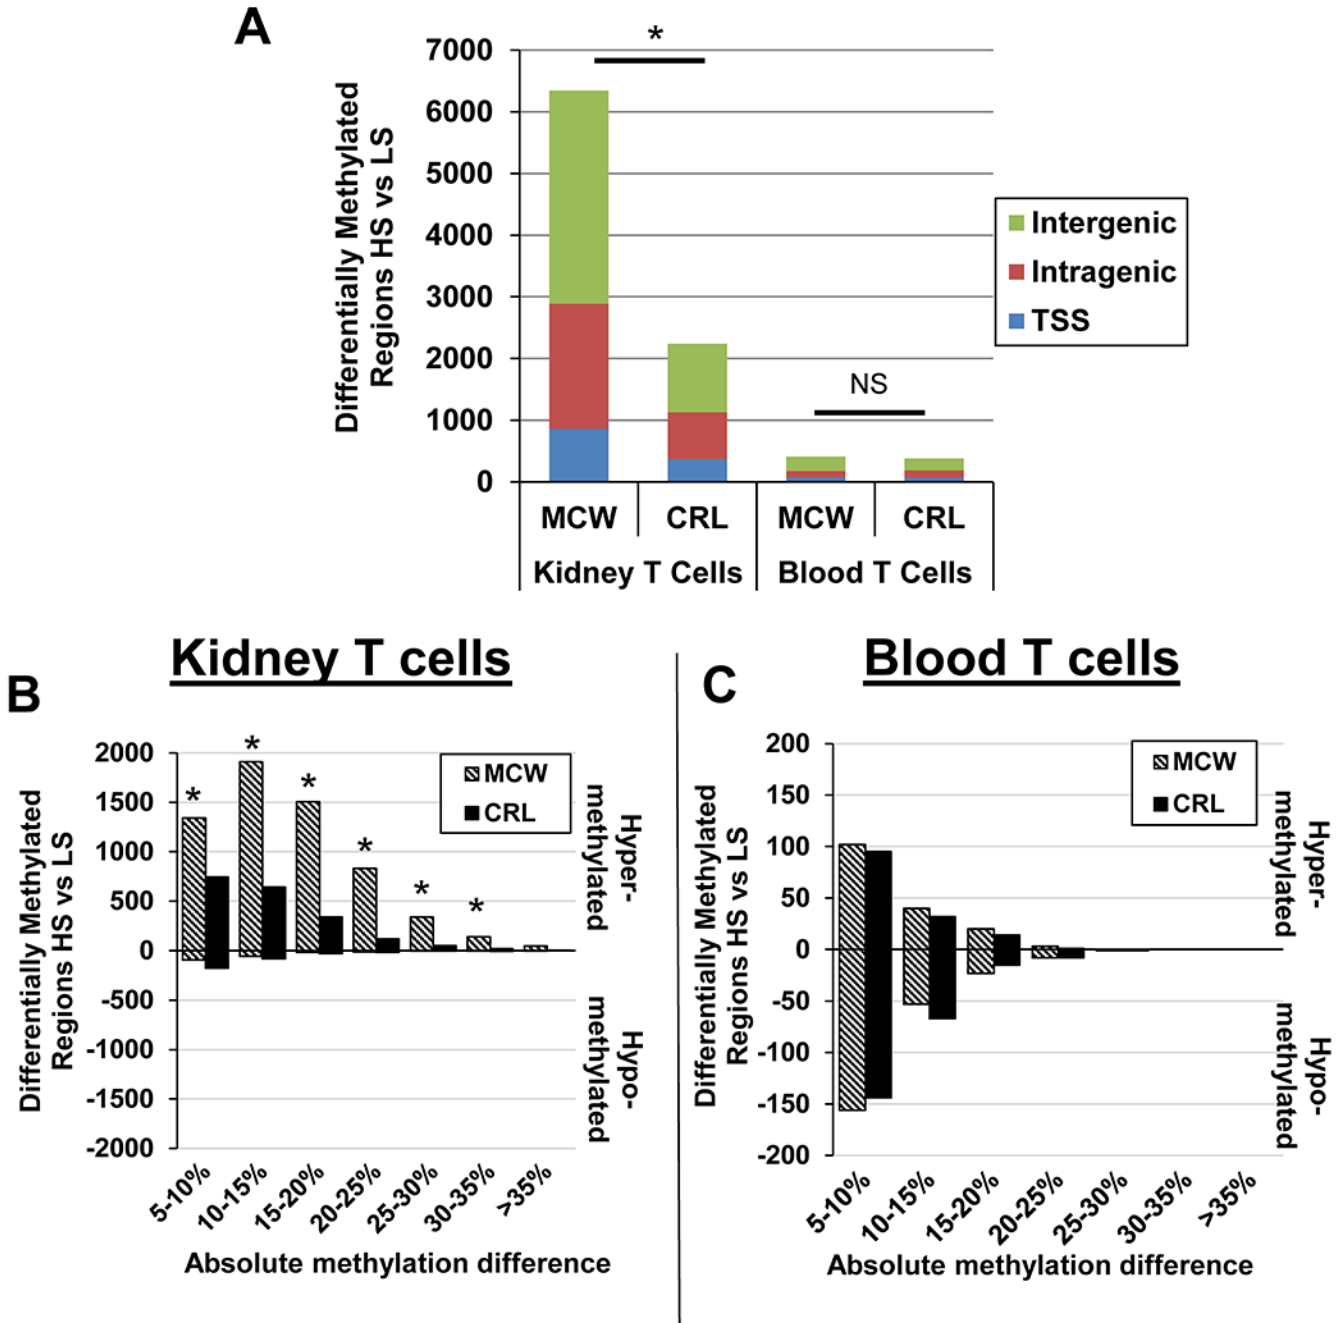 A
*
7000
6000
5000
4000
3000
2000
1000
0
Differentially Methylated
Regions HS vs LS
NS
Intergenic
Intragenic
TSS
MCW
CRL
MCW
CRL
Kidney T Cells
Blood T Cells
Kidney T cells
B
2000
1500
1000
500
0
-500
-1000
-1500
-2000
Differentially Methylated
Regions HS vs LS
* * * * * *
MCW
CRL
Hyper-
methylated
Hypo-
methylated
5-10%
10-15%
15-20%
20-25%
25-30%
30-35%
>35%
Absolute methylation difference
Blood T cells
C
200
150
100
50
0
-50
-100
-150
-200
Differentially Methylated
Regions HS vs LS
MCW
CRL
Hyper-
methylated
Hypo-
methylated
5-10%
10-15%
15-20%
20-25%
25-30%
30-35%
>35%
Absolute methylation difference